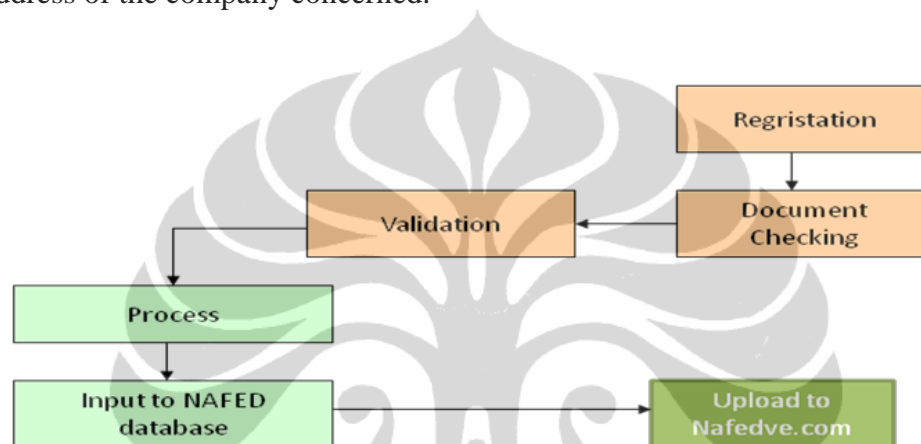 address of the company concerned.
Regristation
Document
Checking
Validation
Process
Input to NAFED
database
Upload to
Nafedve.com